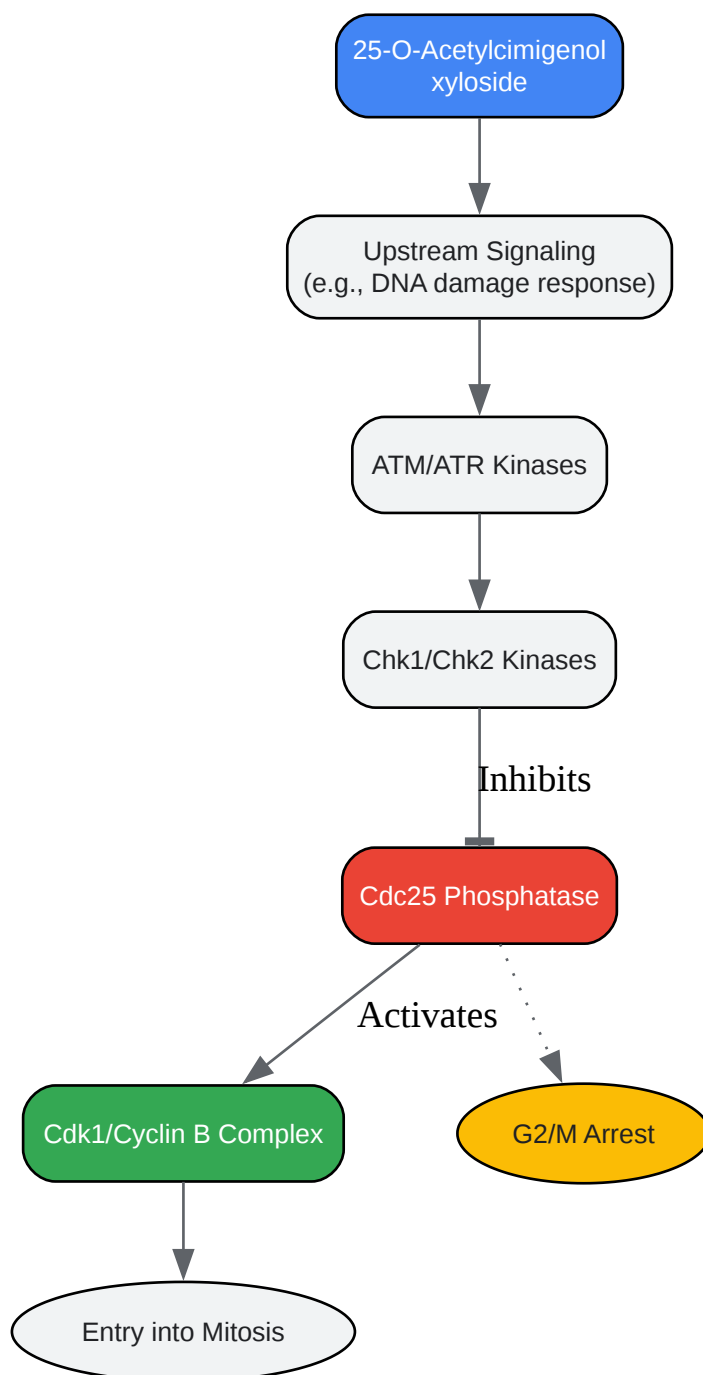 25-O-Acetylcimigenol
xyloside
Upstream Signaling
(e.g., DNA damage response)
ATM/ATR Kinases
Chk1/Chk2 Kinases
Inhibits
Cdc25 Phosphatase
Activates
Cdk1/Cyclin B Complex
G2/M Arrest
Entry into Mitosis